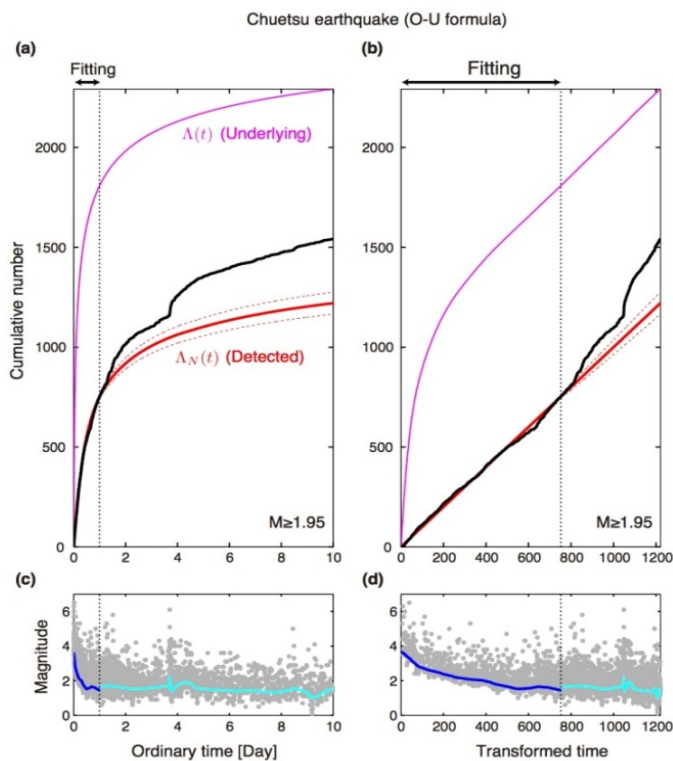 Chuetsu earthquake (O-U formula)
(a)
Fitting
Cumulative number
2000
1500
1000
500
0
Λ(t) (Underlying)
Λ_N(t) (Detected)
M≥1.95
0 2 4 6 8 10
(b)
Fitting
2000
1500
1000
500
0
M≥1.95
0 200 400 600 800 1000 1200
(c)
Magnitude
6
4
2
0
0 2 4 6 8 10
Ordinary time [Day]
(d)
6
4
2
0
0 200 400 600 800 1000 1200
Transformed time